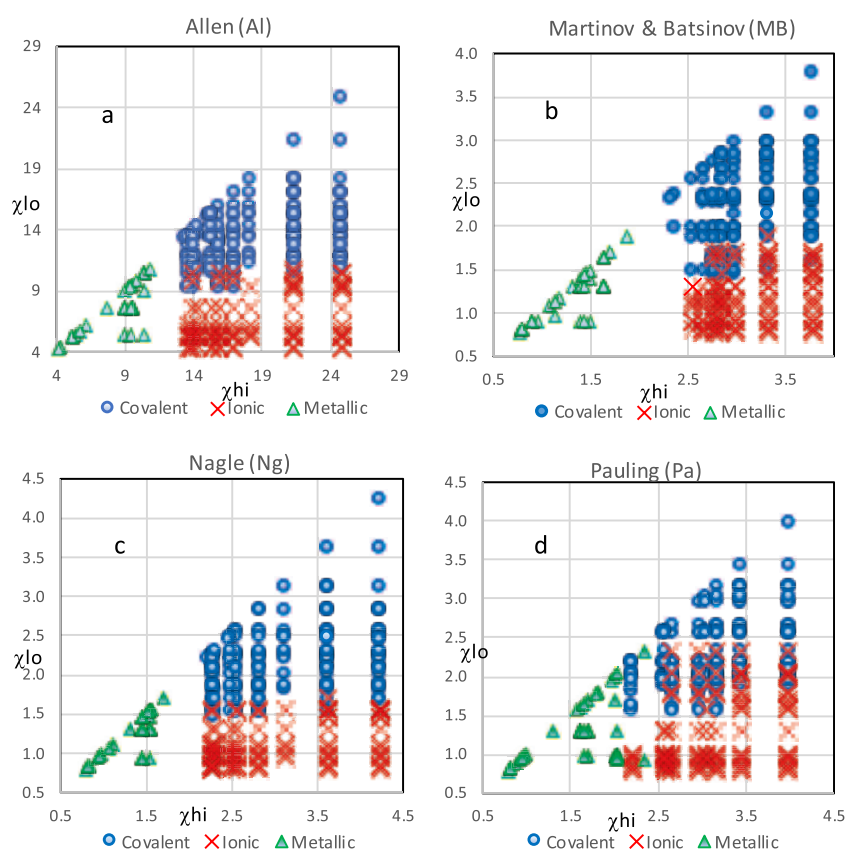 Allen (Al)
29
24
19
14
9
4
χlo
a
4 9 14 19 24 29
χhi
Covalent Ionic Metallic
Martinov & Batsinov (MB)
4.0
3.5
3.0
2.5
2.0
1.5
1.0
0.5
χlo
b
0.5 1.5 2.5 3.5
χhi
Covalent Ionic Metallic
Nagle (Ng)
4.5
4.0
3.5
3.0
2.5
2.0
1.5
1.0
0.5
χlo
c
0.5 1.5 2.5 3.5 4.5
χhi
Covalent Ionic Metallic
Pauling (Pa)
4.5
4.0
3.5
3.0
2.5
2.0
1.5
1.0
0.5
χlo
d
0.5 1.5 2.5 3.5 4.5
χhi
Covalent Ionic Metallic